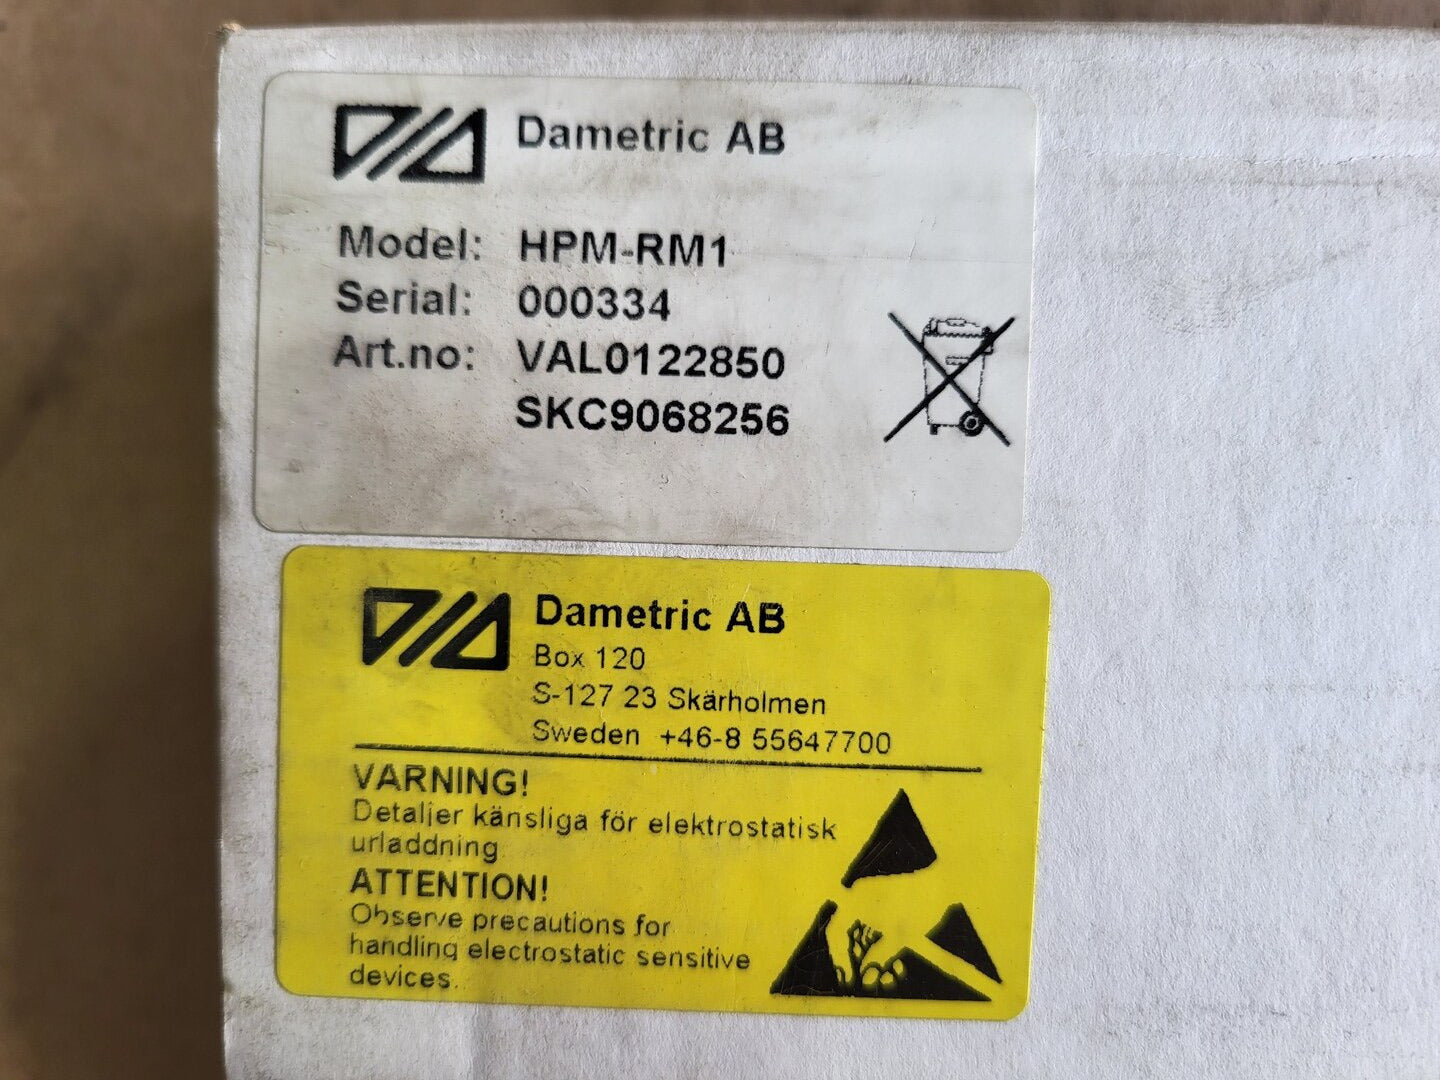 Dametric AB
Model: HPM-RM1
Serial: 000334
Art.no: VAL0122850
SKC9068256
Dametric AB
Box 120
S-127 23 Skärholmen
Sweden +46-8 55647700
VARNING!
Detaljer känsliga för elektrostatisk
urladdning
ATTENTION!
Observe precautions for
handling electrostatic sensitive
devices.